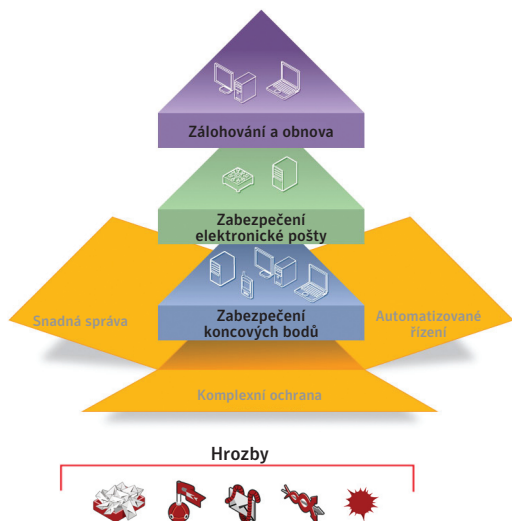 Zálohování a obnova
Zabezpečení
elektronické pošty
Zabezpečení
koncových bodů
Snadná správa
Automatizované
řízení
Komplexní ochrana
Hrozby